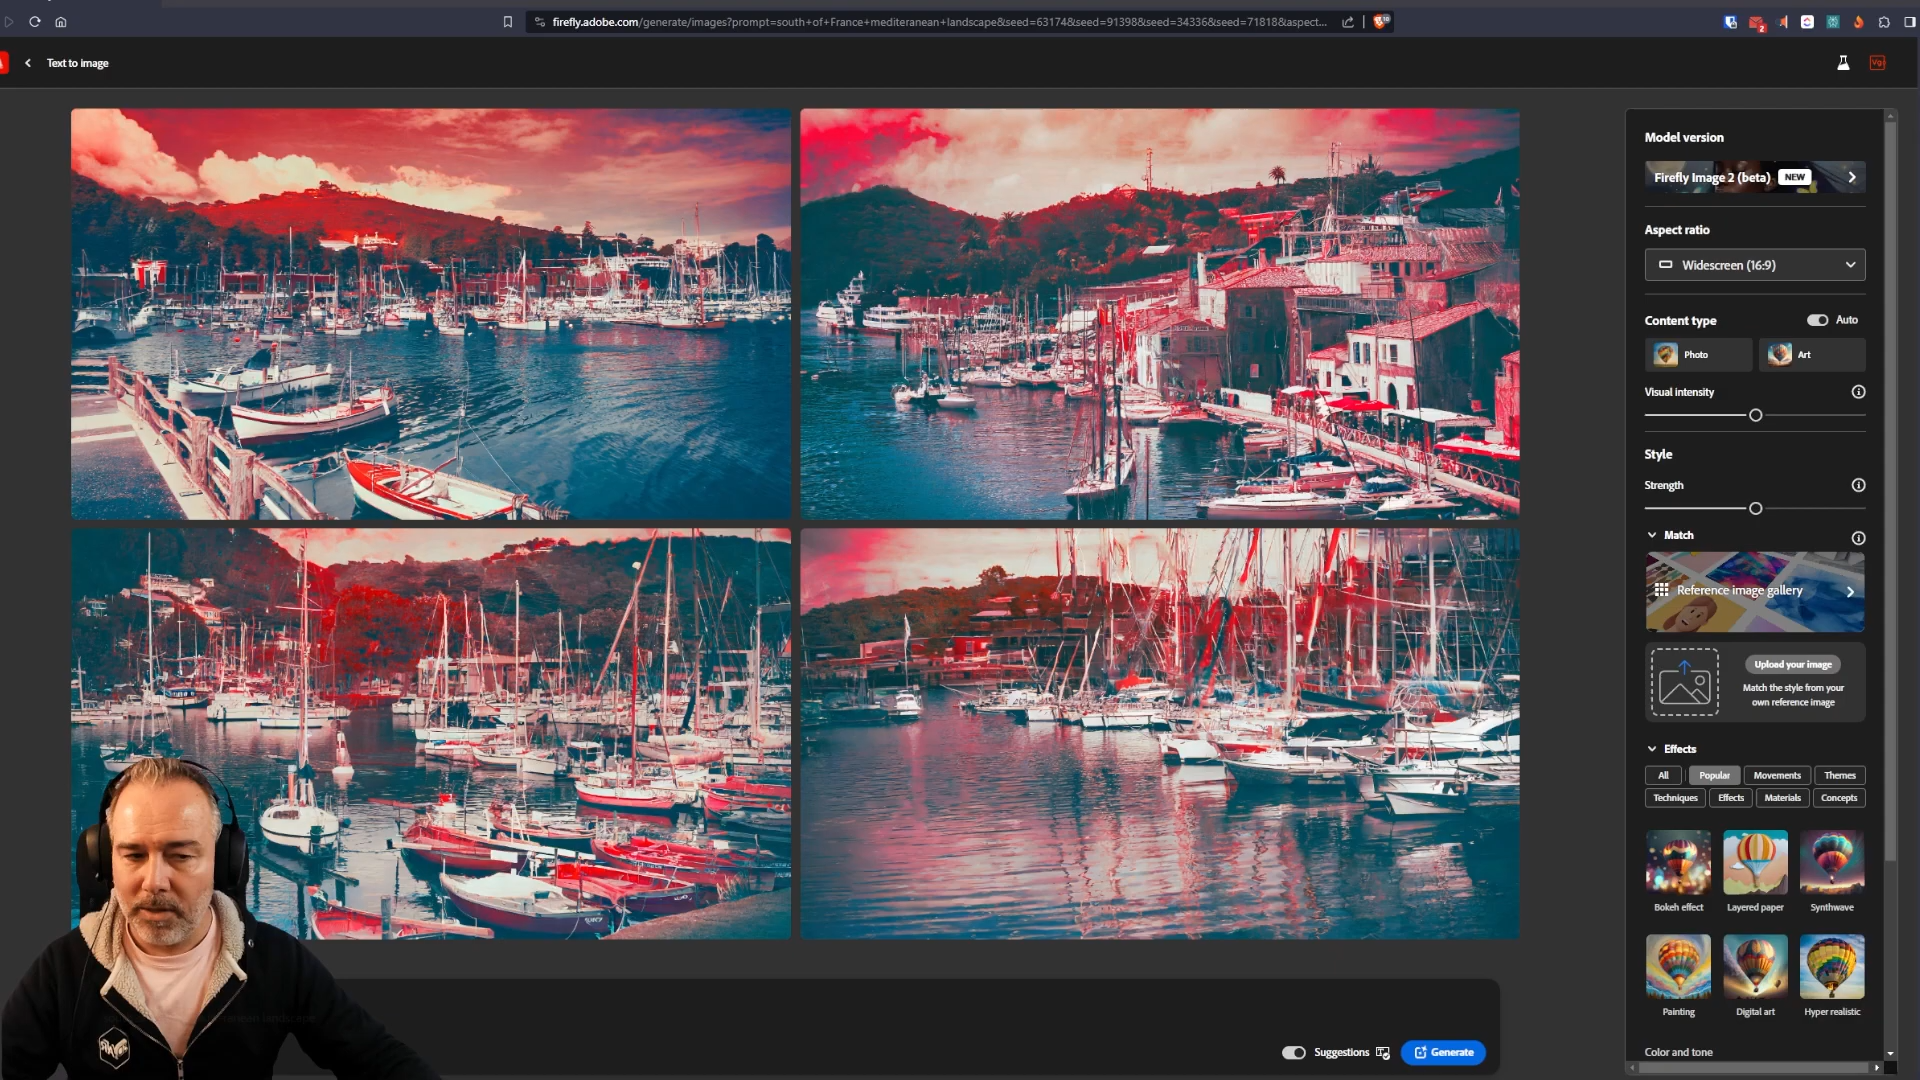 firefly.adobe.com/generate/images?prompt=south+of+France+mediteranean+landscape&seed=63174&seed=91398&seed=34336&seed=71818&aspect...
2
Text to image
Model version
Firefly Image 2 (beta) NEW
Aspect ratio
Widescreen (16:9)
Content type Auto
Photo Art
Visual intensity
Style
Strength
Match
Reference image gallery
Upload your image
Match the style from your
own reference image
Effects
All Popular Movements Themes
Techniques Effects Materials Concepts
Bokeh effect Layered paper Synthwave
Painting Digital art Hyper realistic
Color and tone
landscape
Suggestions Generate